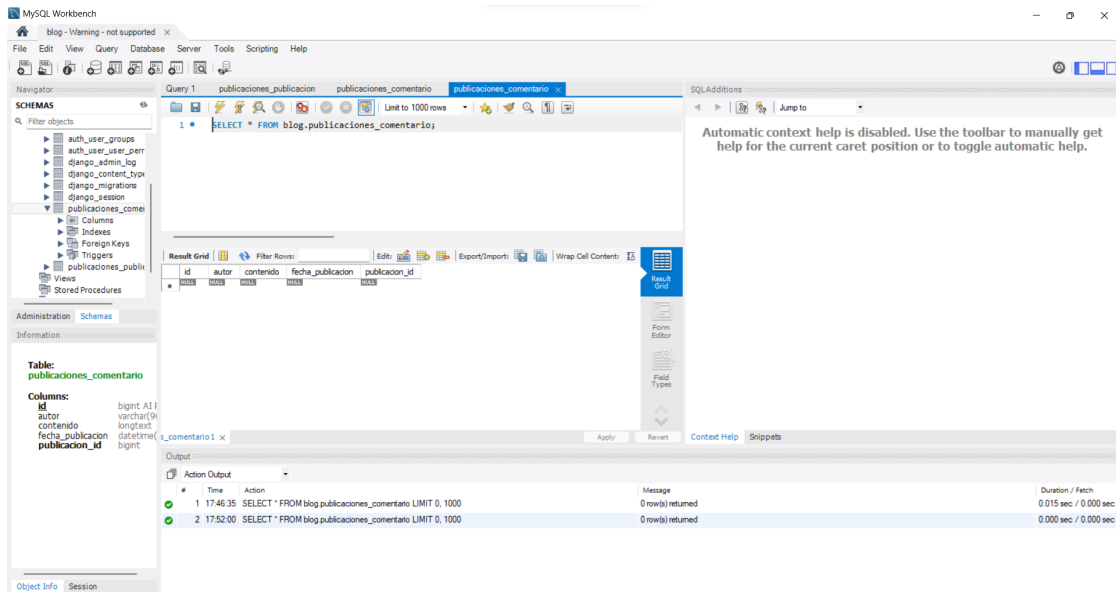 MySQL Workbench
blog - Warning - not supported
File Edit View Query Database Server Tools Scripting Help
Navigator
SCHEMAS
Filter objects
auth_user_groups
auth_user_user_perr
django_admin_log
django_content_type
django_migrations
django_session
publicaciones_comer
Columns
Indexes
Foreign Keys
Triggers
publicaciones_public
Views
Stored Procedures
Administration Schemas
Information
Table:
publicaciones_comentario
Columns:
id bigint AI P
autor varchar(90
contenido longtext
fecha_publicacion datetime(
publicacion_id bigint
Object Info Session
Query 1 publicaciones_publicacion publicaciones_comentario publicaciones_comentario
Limit to 1000 rows
1 SELECT * FROM blog.publicaciones_comentario;
Result Grid Filter Rows: Edit: Export/Import: Wrap Cell Content:
id autor contenido fecha_publicacion publicacion_id
NULL NULL NULL NULL NULL
Result
Grid
Form
Editor
Field
Types
s_comentario 1 Apply Revert
SQLAdditions
Jump to
Automatic context help is disabled. Use the toolbar to manually get
help for the current caret position or to toggle automatic help.
Context Help Snippets
Output
Action Output
# Time Action Message Duration / Fetch
1 17:46:35 SELECT * FROM blog.publicaciones_comentario LIMIT 0, 1000 0 row(s) returned 0.015 sec / 0.000 sec
2 17:52:00 SELECT * FROM blog.publicaciones_comentario LIMIT 0, 1000 0 row(s) returned 0.000 sec / 0.000 sec